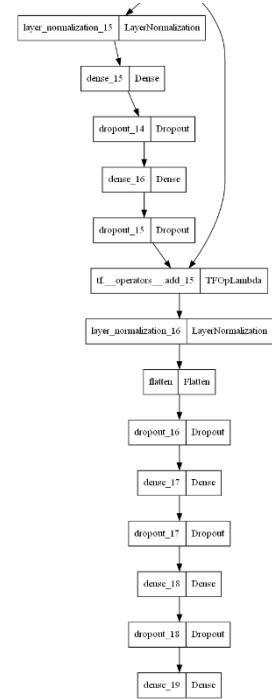 layer_normalization_15 LayerNormalization
dense_15 Dense
dropout_14 Dropout
dense_16 Dense
dropout_15 Dropout
tf.__operators__.add_15 TFOpLambda
layer_normalization_16 LayerNormalization
flatten Flatten
dropout_16 Dropout
dense_17 Dense
dropout_17 Dropout
dense_18 Dense
dropout_18 Dropout
dense_19 Dense